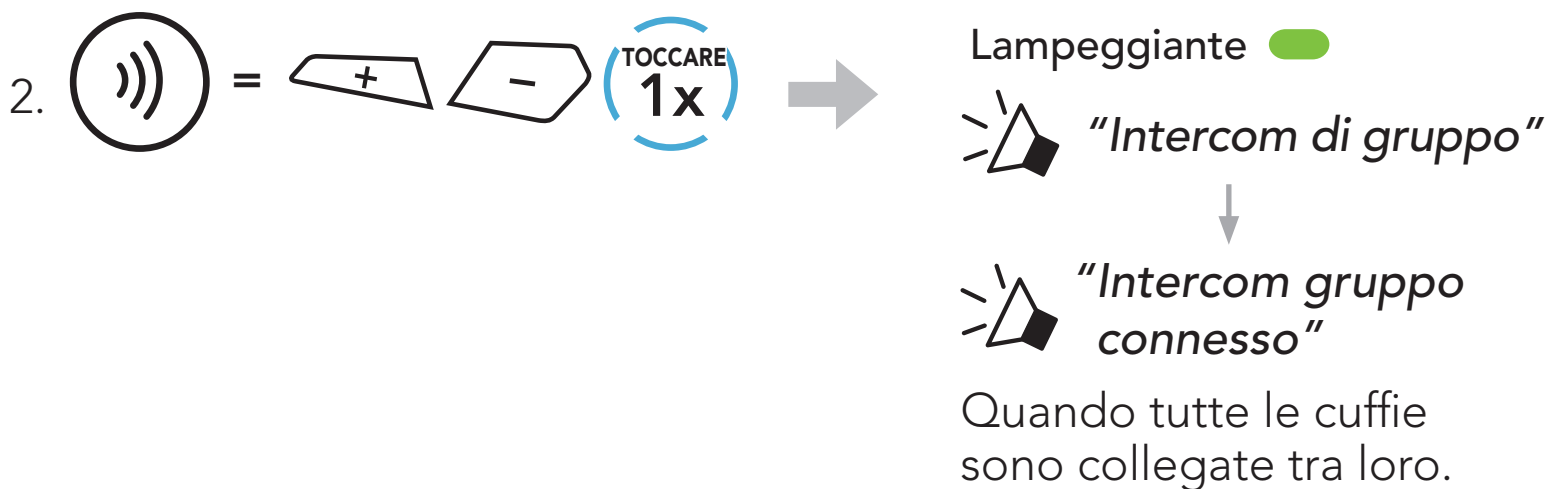 2. = + − TOCCARE 1x
Lampeggiante
“Intercom di gruppo”
“Intercom gruppo
connesso”
Quando tutte le cuffie
sono collegate tra loro.